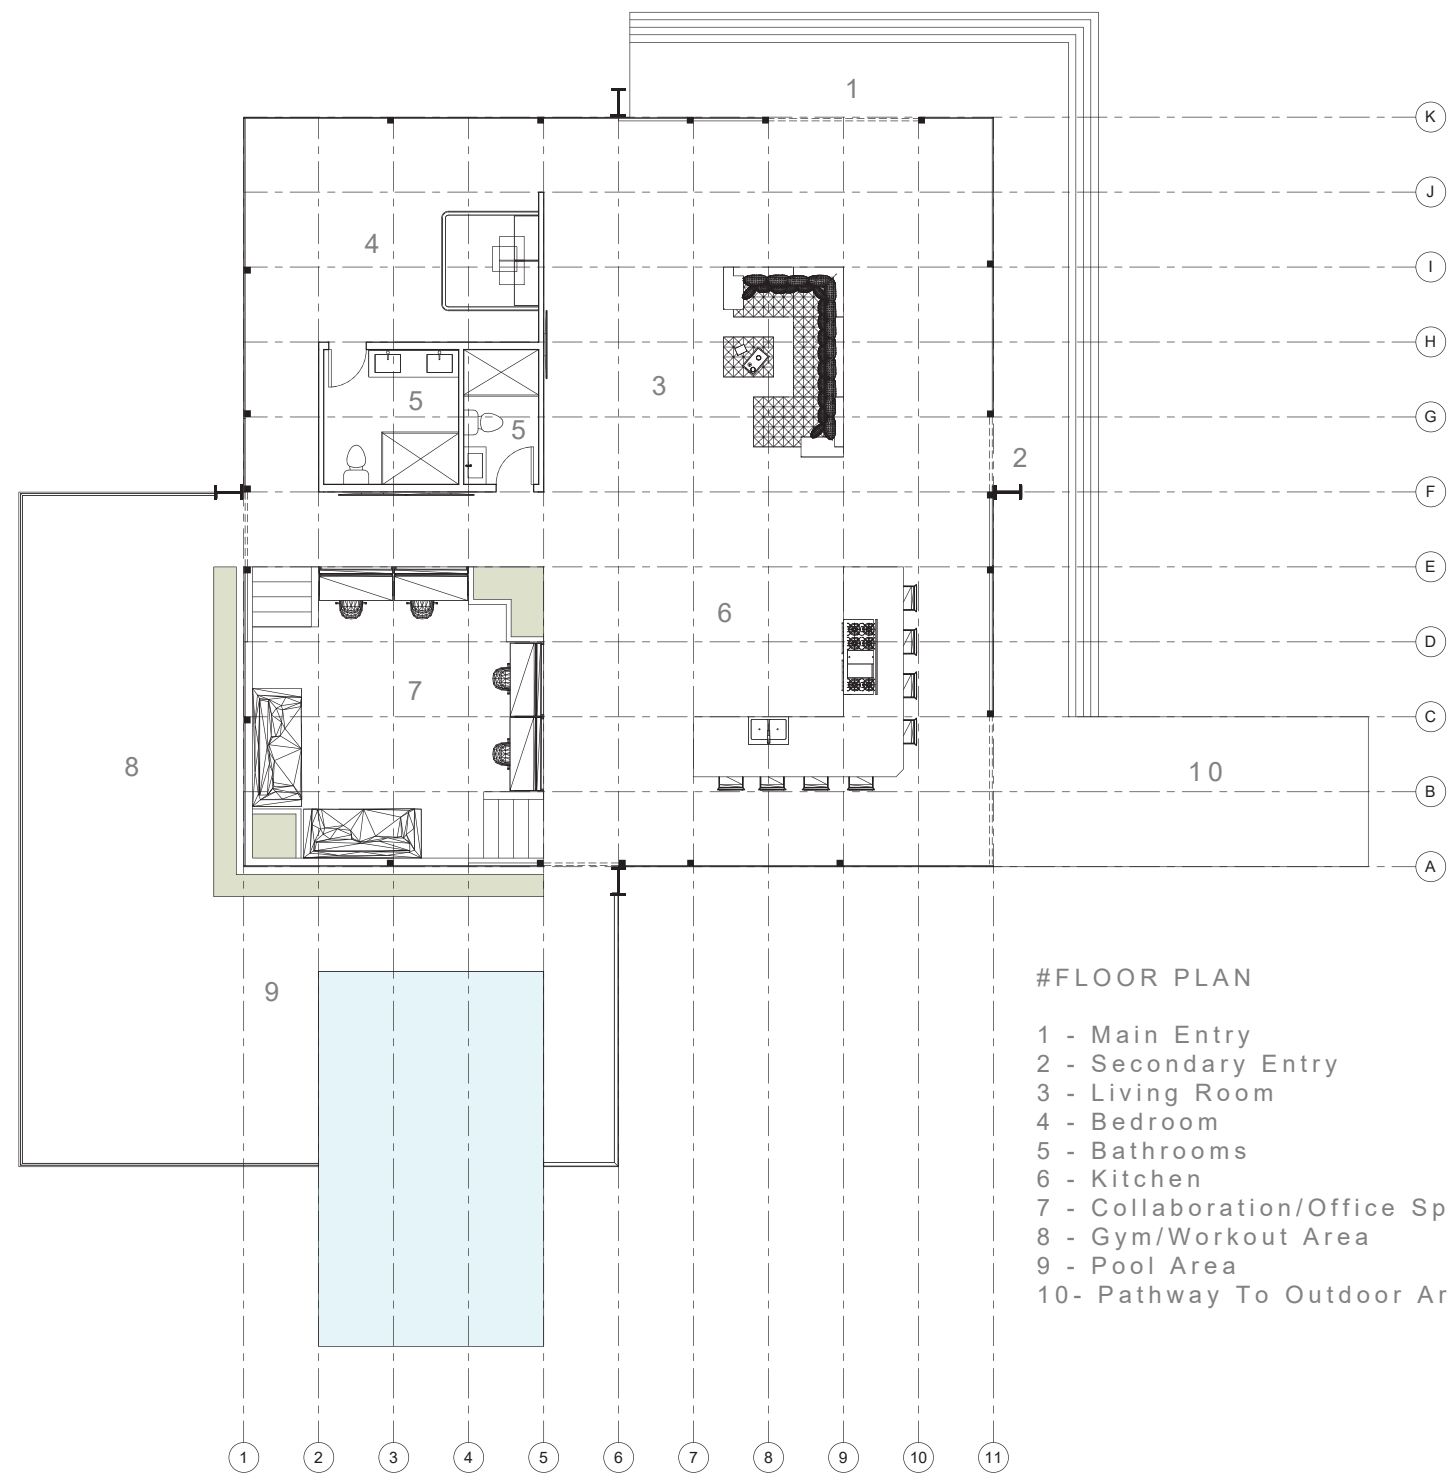 1
K
J
4
I
H
3
5
5
G
2
F
E
6
D
7
C
8
10
B
A
9
#FLOOR PLAN
1 - Main Entry
2 - Secondary Entry
3 - Living Room
4 - Bedroom
5 - Bathrooms
6 - Kitchen
7 - Collaboration/Office Sp
8 - Gym/Workout Area
9 - Pool Area
10- Pathway To Outdoor Ar
1 2 3 4 5 6 7 8 9 10 11